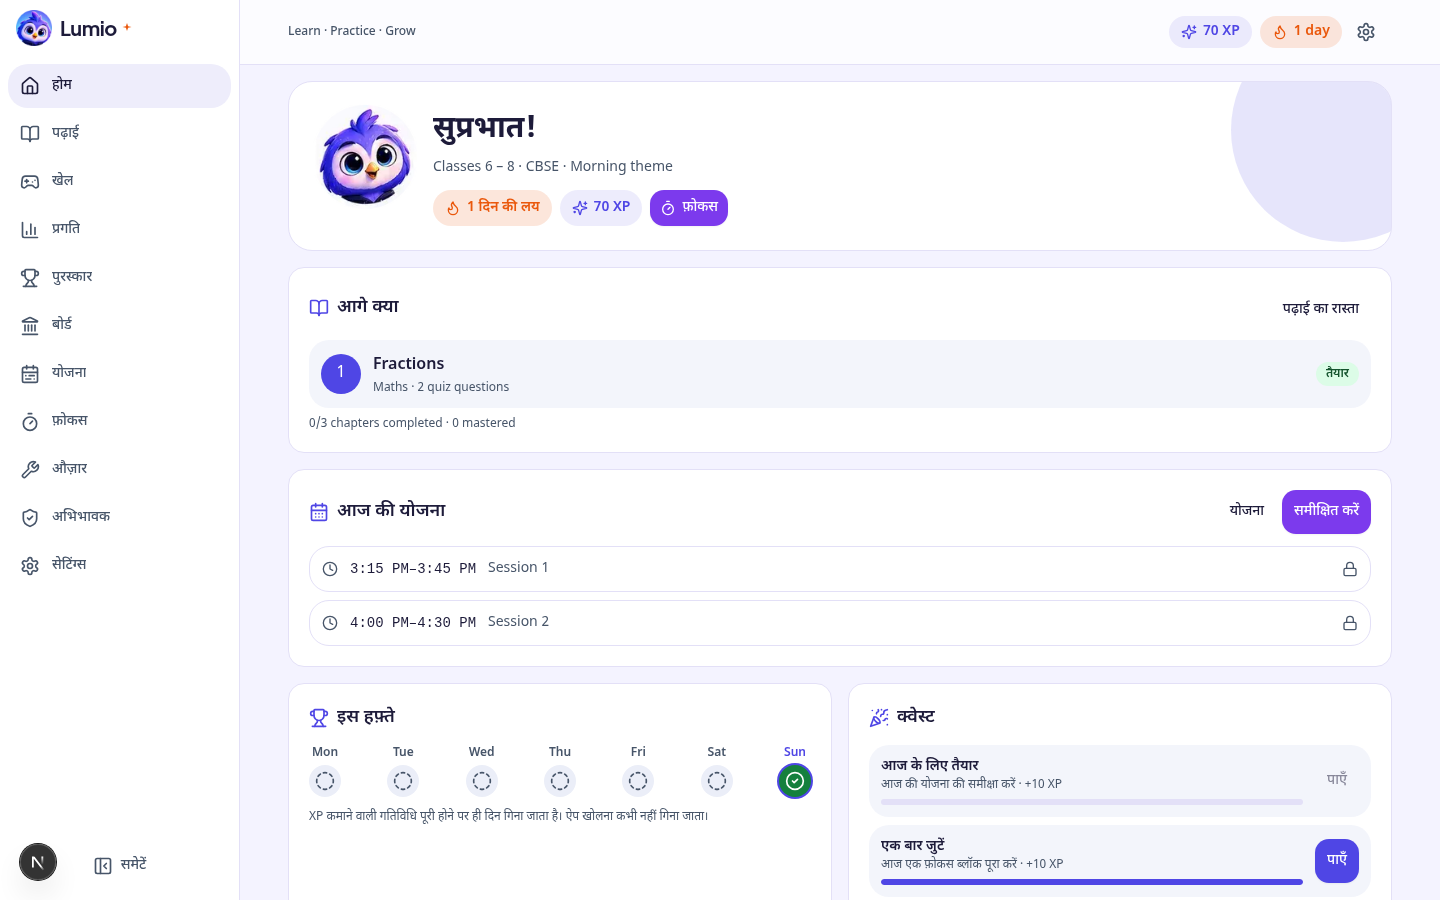 Lumio
Learn · Practice · Grow
70 XP
1 day
होम
पढ़ाई
खेल
प्रगति
पुरस्कार
बोर्ड
योजना
फ़ोकस
औज़ार
अभिभावक
सेटिंग्स
N
समेटें
सुप्रभात!
Classes 6 – 8 · CBSE · Morning theme
1 दिन की लय
70 XP
फ़ोकस
आगे क्या
पढ़ाई का रास्ता
1
Fractions
Maths · 2 quiz questions
तैयार
0/3 chapters completed · 0 mastered
आज की योजना
योजना
समीक्षित करें
3:15 PM–3:45 PM Session 1
4:00 PM–4:30 PM Session 2
इस हफ़्ते
Mon Tue Wed Thu Fri Sat Sun
XP कमाने वाली गतिविधि पूरी होने पर ही दिन गिना जाता है। ऐप खोलना कभी नहीं गिना जाता।
क्वेस्ट
आज के लिए तैयार
आज की योजना की समीक्षा करें · +10 XP
पाएँ
एक बार जुटें
आज एक फ़ोकस ब्लॉक पूरा करें · +10 XP
पाएँ